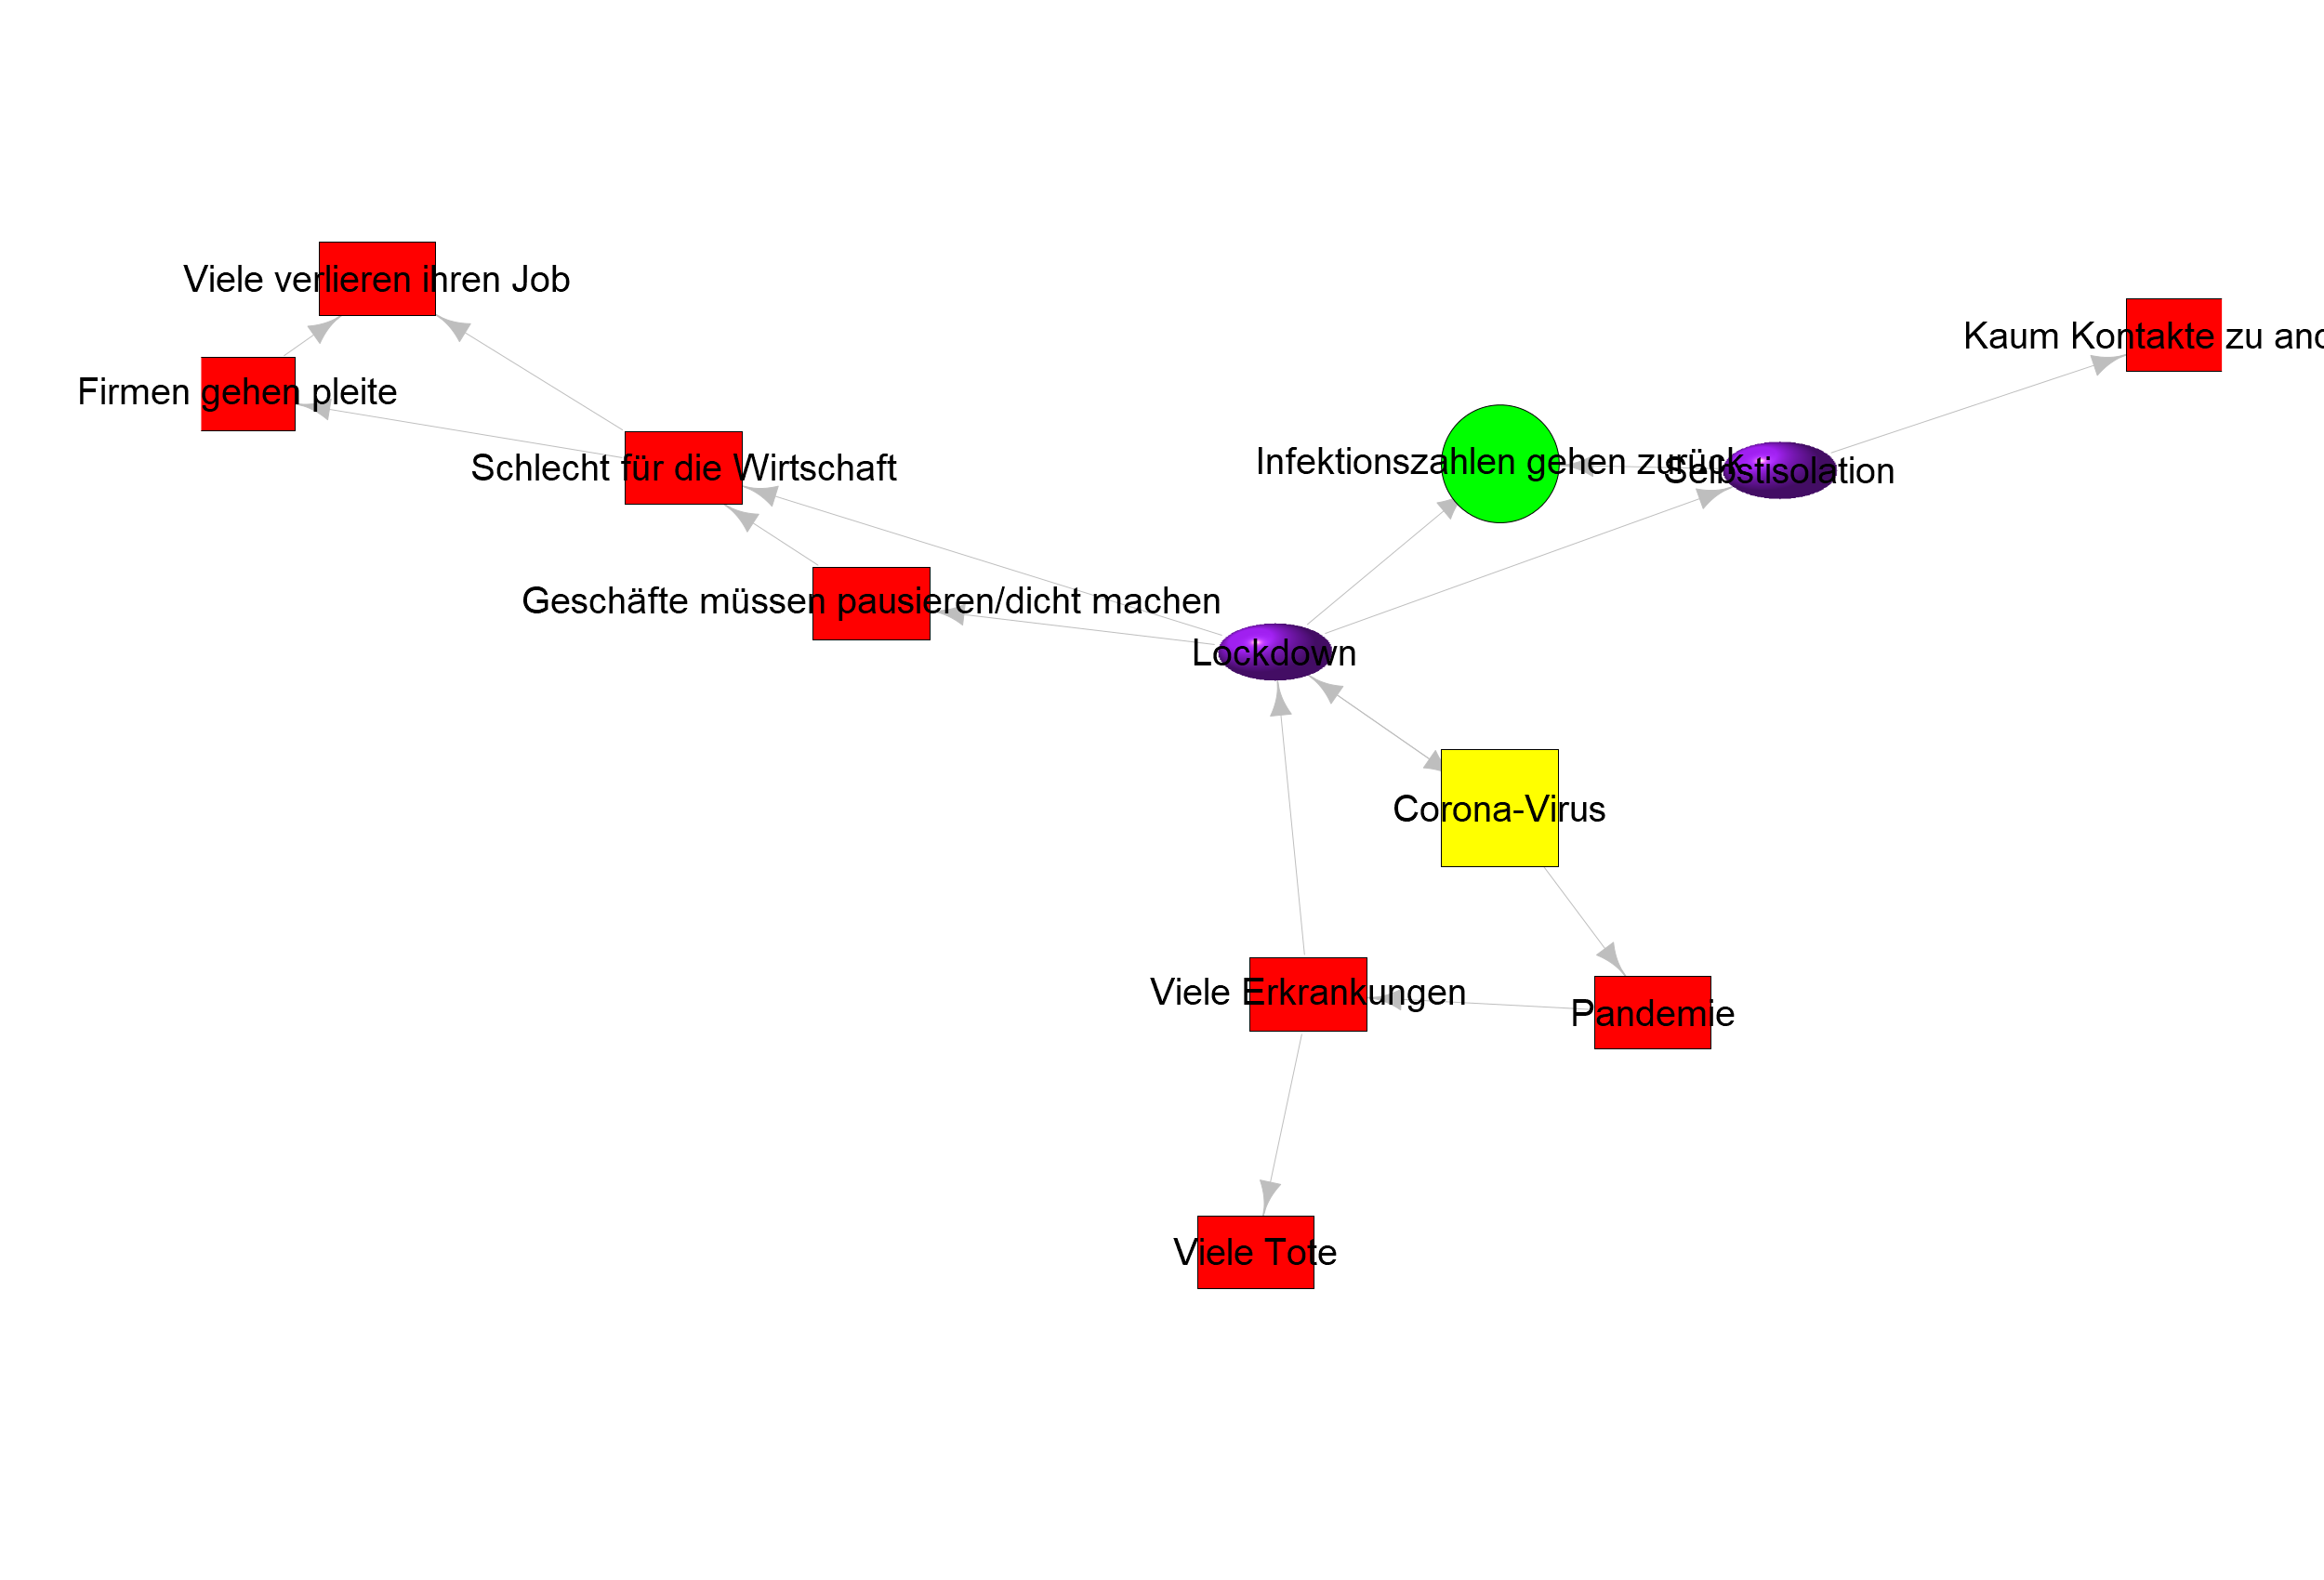 Viele verlieren ihren Job
Kaum Kontakte zu
Firmen gehen pleite
Schlecht für die Wirtschaft
Infektionszahlen gehen zurück
Selbstisolation
Geschäfte müssen pausieren/dicht machen
Lockdown
Corona-Virus
Viele Erkrankungen
Pandemie
Viele Tote